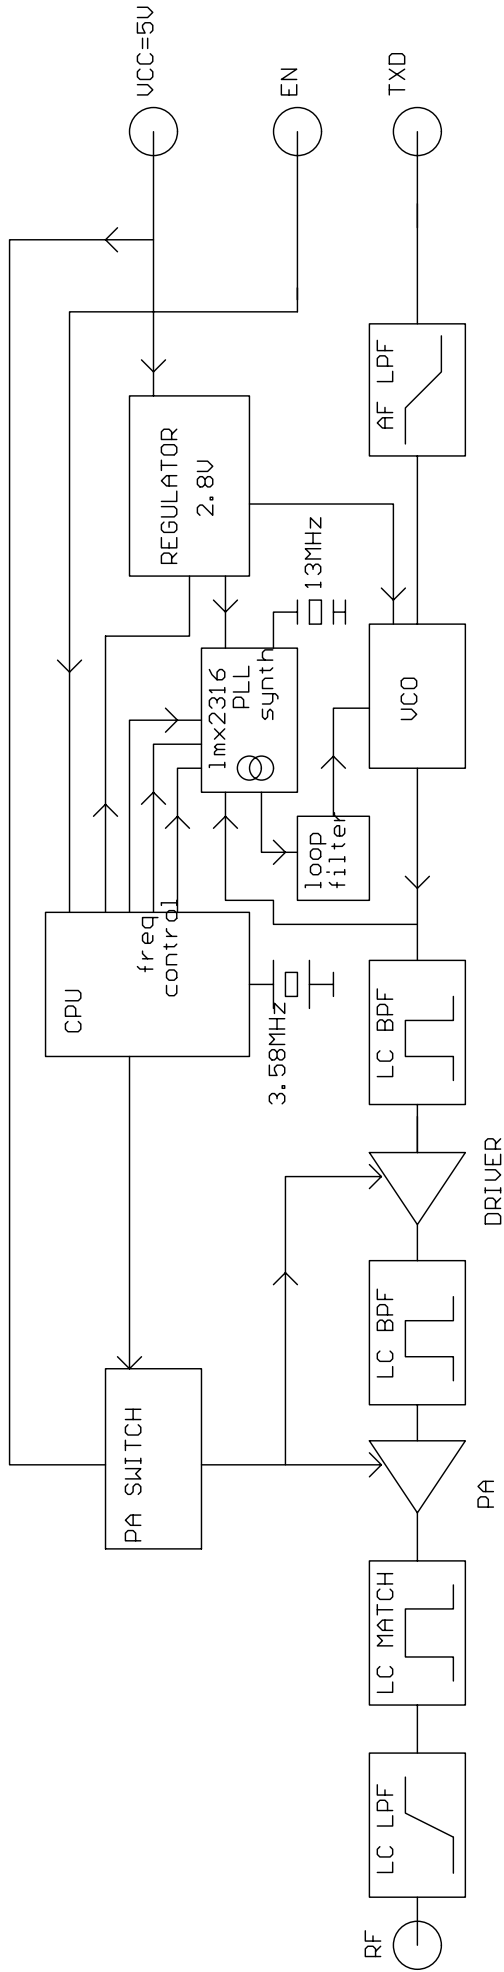 VCC=5V
EN
TXD
REGULATOR
2.8V
AF LPF
13MHz
lmx2316
PLL
synth
VCO
loop
filter
CPU
freq
control
3.58MHz
LC BPF
DRIVER
LC BPF
PA SWITCH
PA
LC MATCH
LC LPF
RF